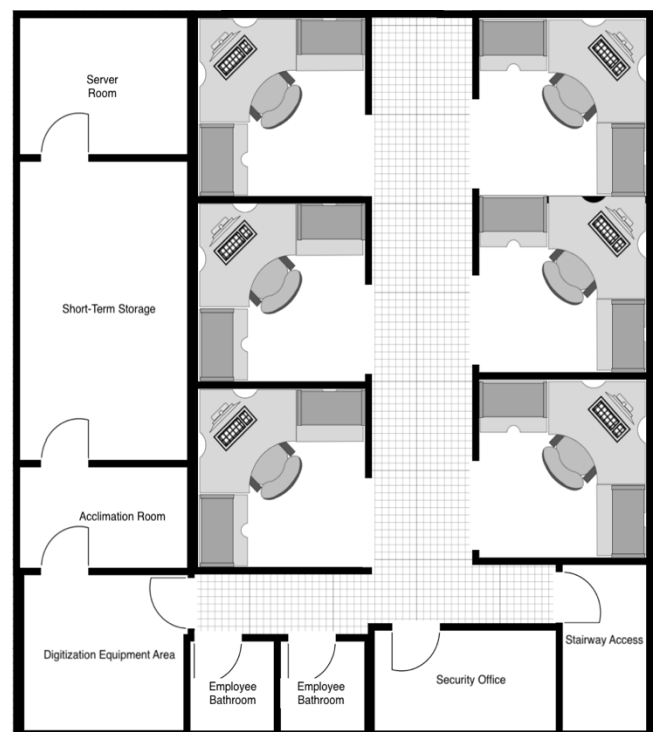 Server
Room
Short-Term Storage
Acclimation Room
Digitization Equipment Area
Stairway Access
Employee
Bathroom
Employee
Bathroom
Security Office